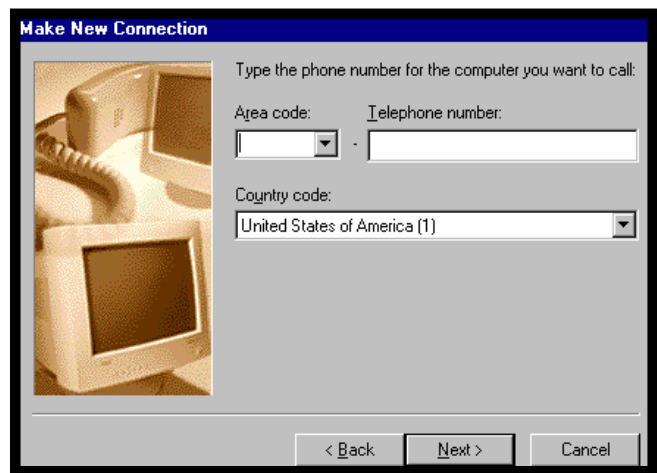 Make New Connection
Type the phone number for the computer you want to call:
Area code: Telephone number:
-
Country code:
United States of America (1)
< Back Next > Cancel